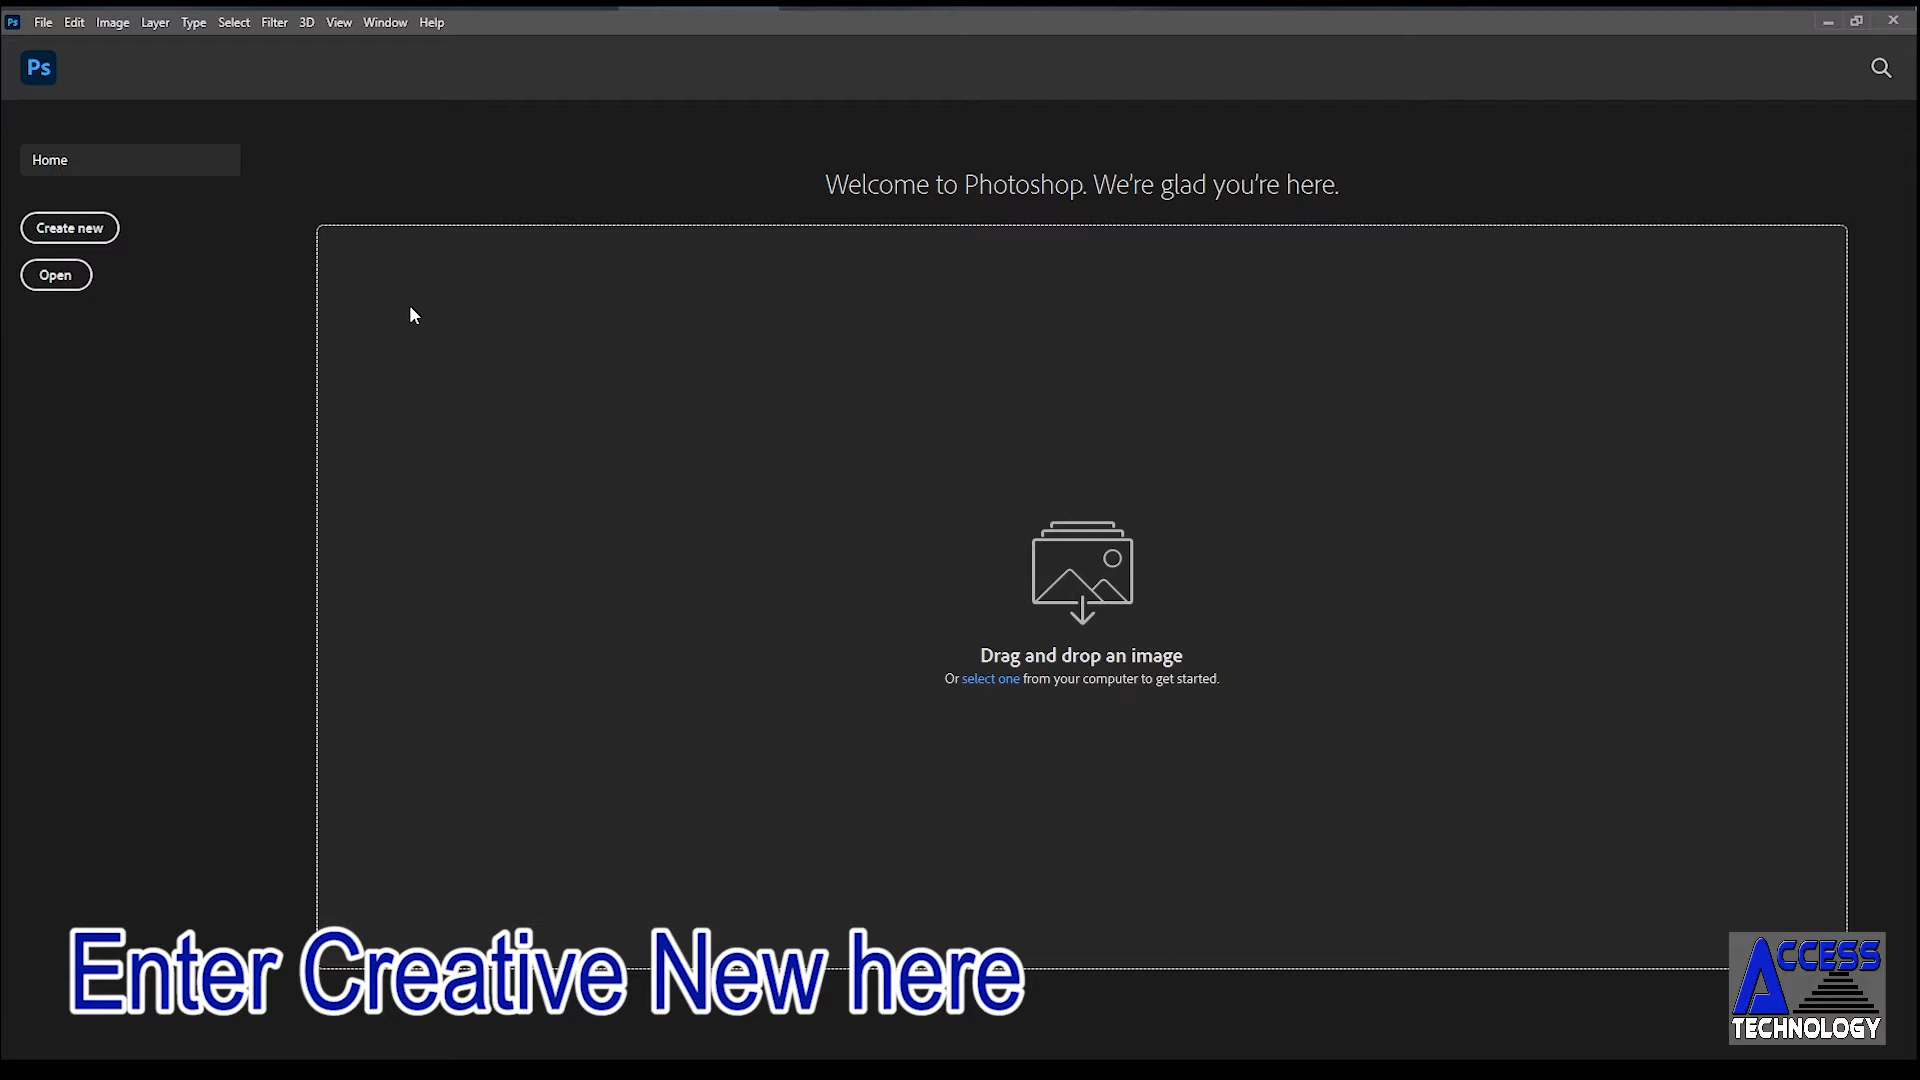 Ps File Edit Image Layer Type Select Filter 3D View Window Help
Ps
Home
Welcome to Photoshop. We're glad you're here.
Create new
Open
Drag and drop an image
Or select one from your computer to get started.
Enter Creative New here
ACCESS
TECHNOLOGY